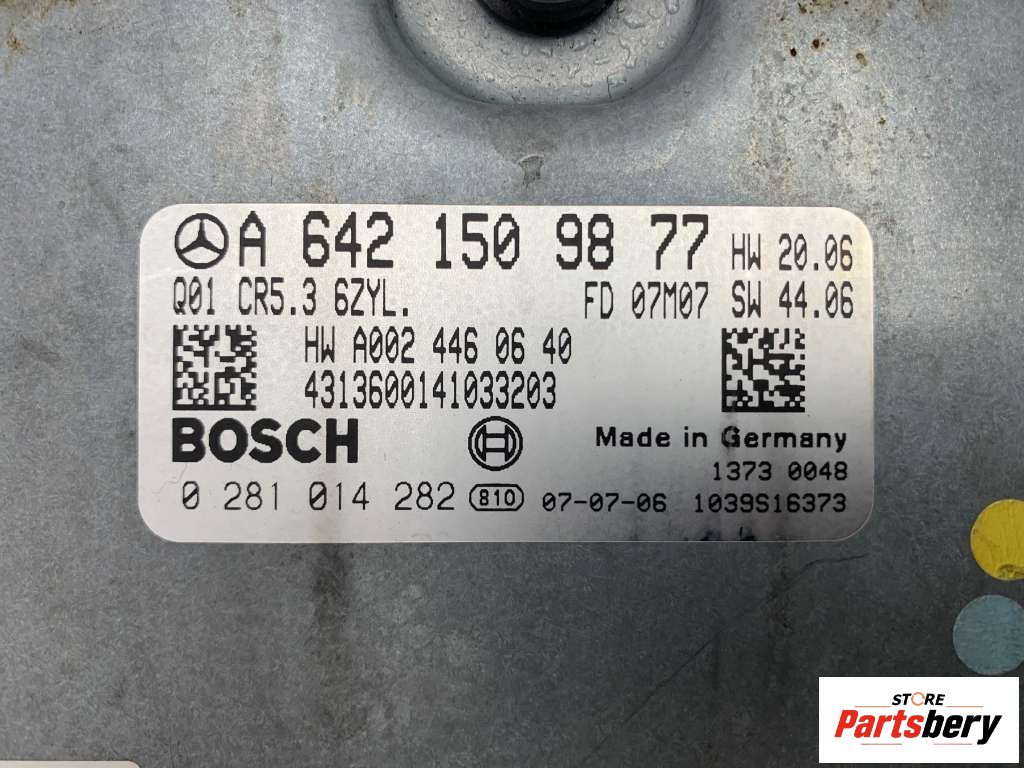 A 642 150 98 77 HW 20.06
Q01 CR5.3 6ZYL. FD 07M07 SW 44.06
HW A002 446 06 40
4313600141033203
BOSCH Made in Germany
1373 0048
0 281 014 282 810 07-07-06 1039S16373
STORE
Partsbery